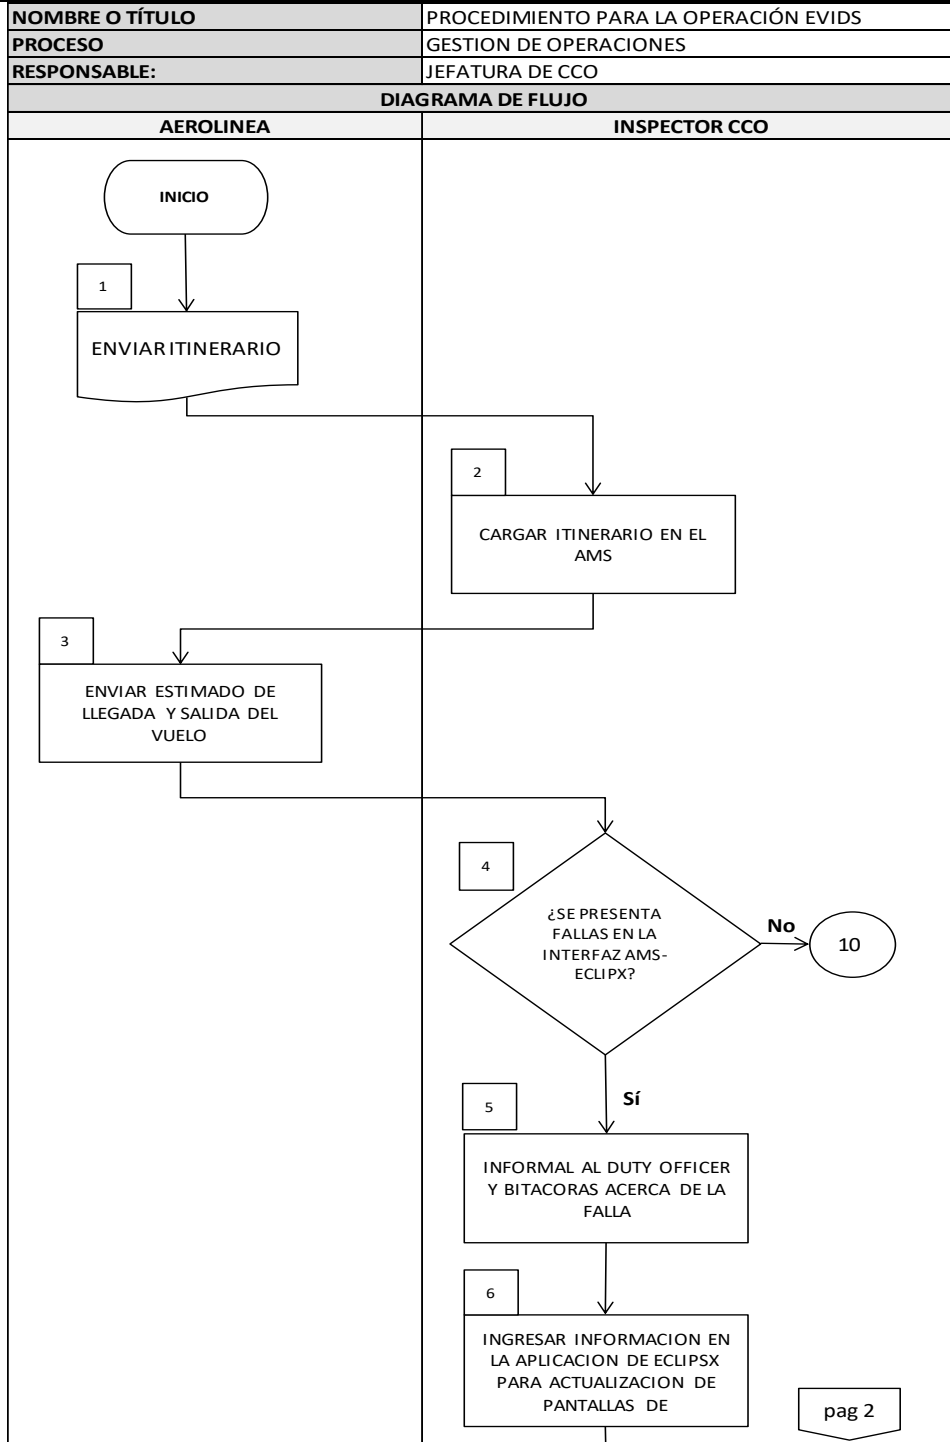 NOMBRE O TÍTULO
PROCEDIMIENTO PARA LA OPERACIÓN EVIDS
PROCESO
GESTION DE OPERACIONES
RESPONSABLE:
JEFATURA DE CCO
DIAGRAMA DE FLUJO
AEROLINEA
INSPECTOR CCO
INICIO
1
ENVIAR ITINERARIO
2
CARGAR ITINERARIO EN EL
AMS
3
ENVIAR ESTIMADO DE
LLEGADA Y SALIDA DEL
VUELO
4
¿SE PRESENTA
FALLAS EN LA
INTERFAZ AMS-
ECLIPX?
No
10
Sí
5
INFORMAL AL DUTY OFFICER
Y BITACORAS ACERCA DE LA
FALLA
6
INGRESAR INFORMACION EN
LA APLICACION DE ECLIPSX
PARA ACTUALIZACION DE
PANTALLAS DE
pag 2